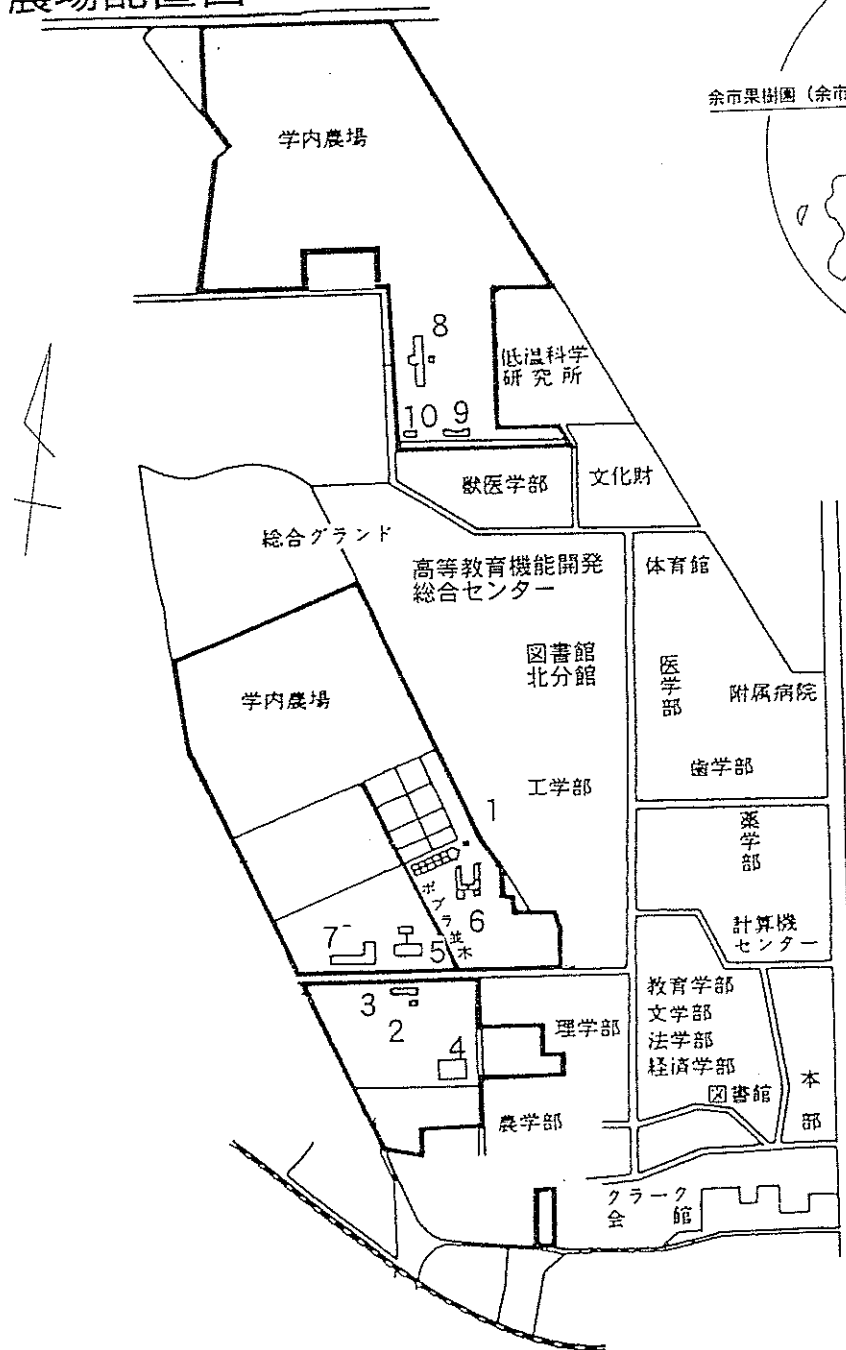 農場配置図
余市果樹園（余市
学内農場
8
低温科学
研究所
10
9
獣医学部
文化財
総合グランド
高等教育機能開発
総合センター
体育館
図書館
北分館
医学部
附属病院
学内農場
歯学部
工学部
1
薬学部
ポプラ並木
6
計算機
センター
7
5
3
2
4
理学部
教育学部
文学部
法学部
経済学部
図書館
本部
農学部
クラーク
会館